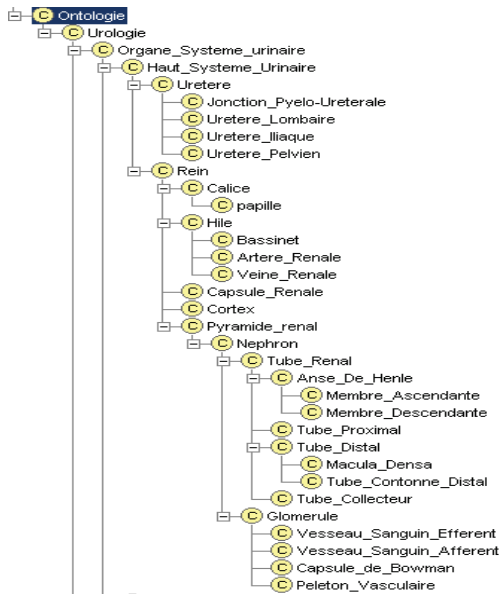 C Ontologie
C Urologie
C Organe_Systeme_urinaire
C Haut_Systeme_Urinaire
C Uretere
C Jonction_Pyelo-Ureterale
C Uretere_Lombaire
C Uretere_Iliaque
C Uretere_Pelvien
C Rein
C Calice
C papille
C Hile
C Bassinet
C Artere_Renale
C Veine_Renale
C Capsule_Renale
C Cortex
C Pyramide_renal
C Nephron
C Tube_Renal
C Anse_De_Henle
C Membre_Ascendante
C Membre_Descendante
C Tube_Proximal
C Tube_Distal
C Macula_Densa
C Tube_Contonne_Distal
C Tube_Collecteur
C Glomerule
C Vesseau_Sanguin_Efferent
C Vesseau_Sanguin_Afferent
C Capsule_de_Bowman
C Peleton_Vasculaire